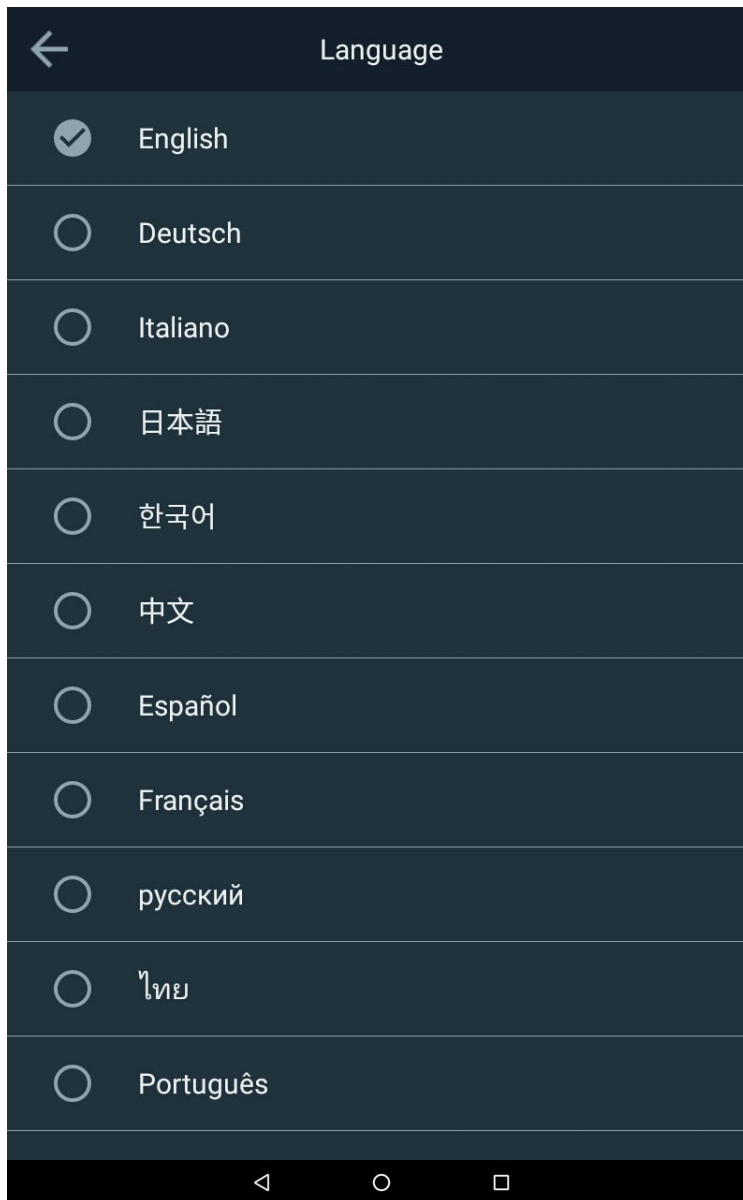 Language
English
Deutsch
Italiano
日本語
한국어
中文
Español
Français
русский
ไทย
Português